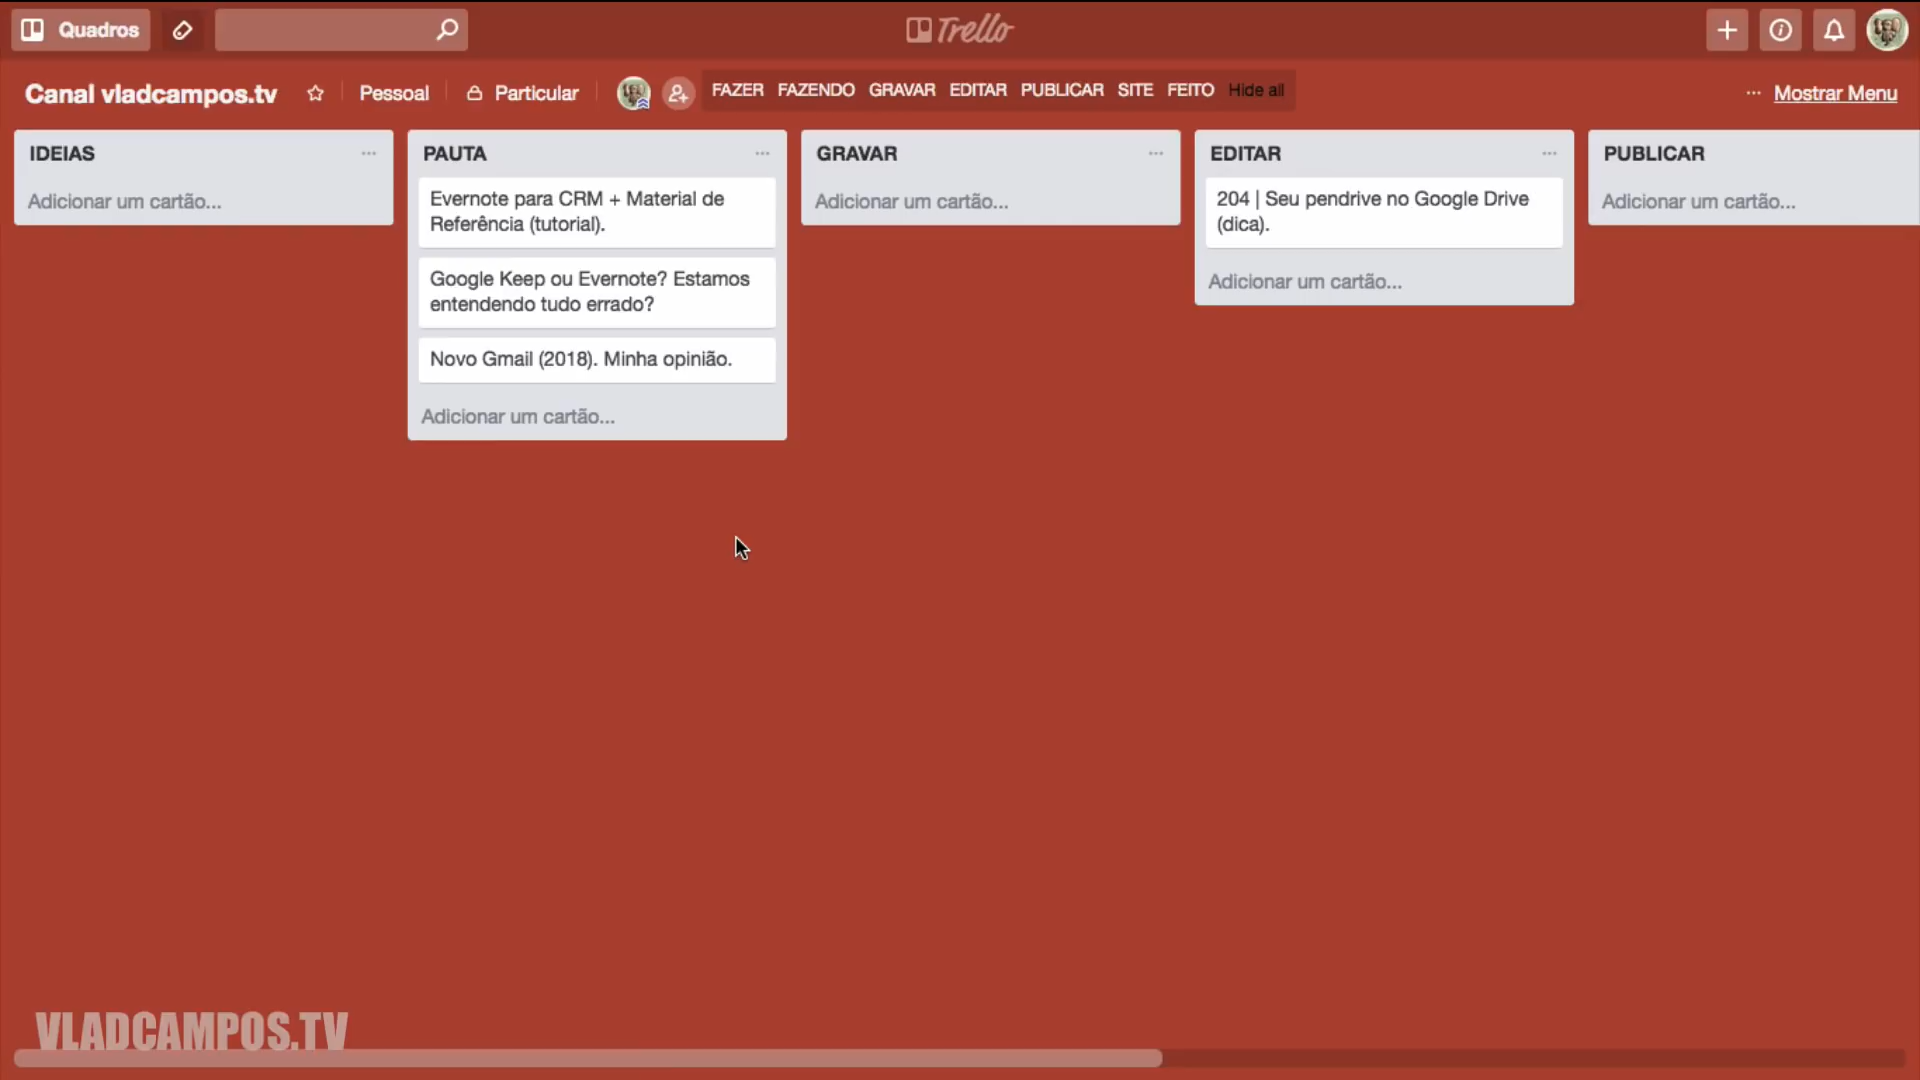 Quadros
Trello
Canal vladcampos.tv
Pessoal
Particular
FAZER FAZENDO GRAVAR EDITAR PUBLICAR SITE FEITO Hide all
... Mostrar Menu
IDEIAS
Adicionar um cartão...
PAUTA
Evernote para CRM + Material de
Referência (tutorial).
Google Keep ou Evernote? Estamos
entendendo tudo errado?
Novo Gmail (2018). Minha opinião.
Adicionar um cartão...
GRAVAR
Adicionar um cartão...
EDITAR
204 | Seu pendrive no Google Drive
(dica).
Adicionar um cartão...
PUBLICAR
Adicionar um cartão...
VLADCAMPOS.TV